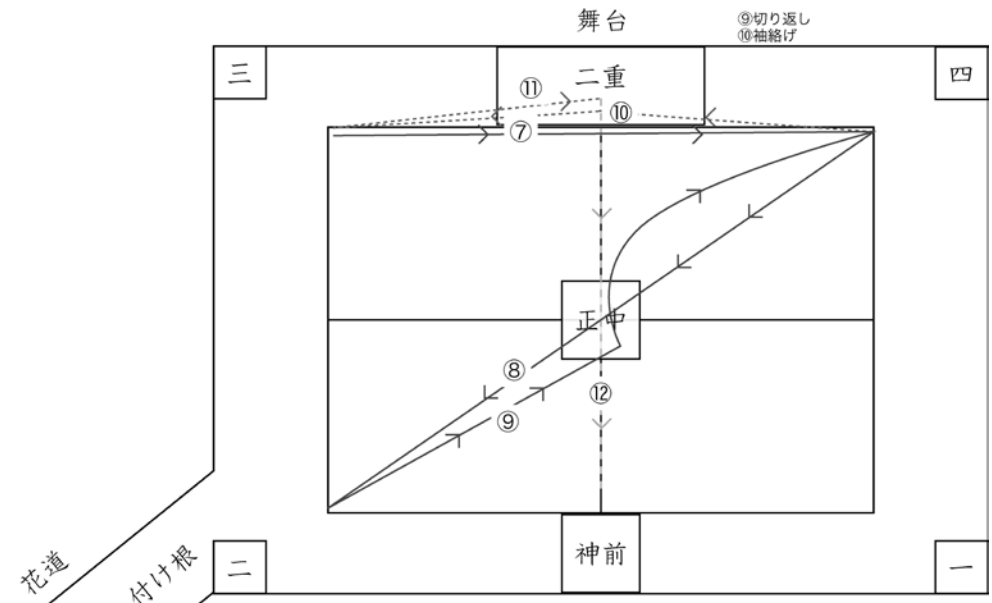 舞台
⑨切り返し
⑩袖絡げ
三
二重
四
⑪
⑩
⑦
正中
⑧
⑨
⑫
花道
付け根
二
神前
一